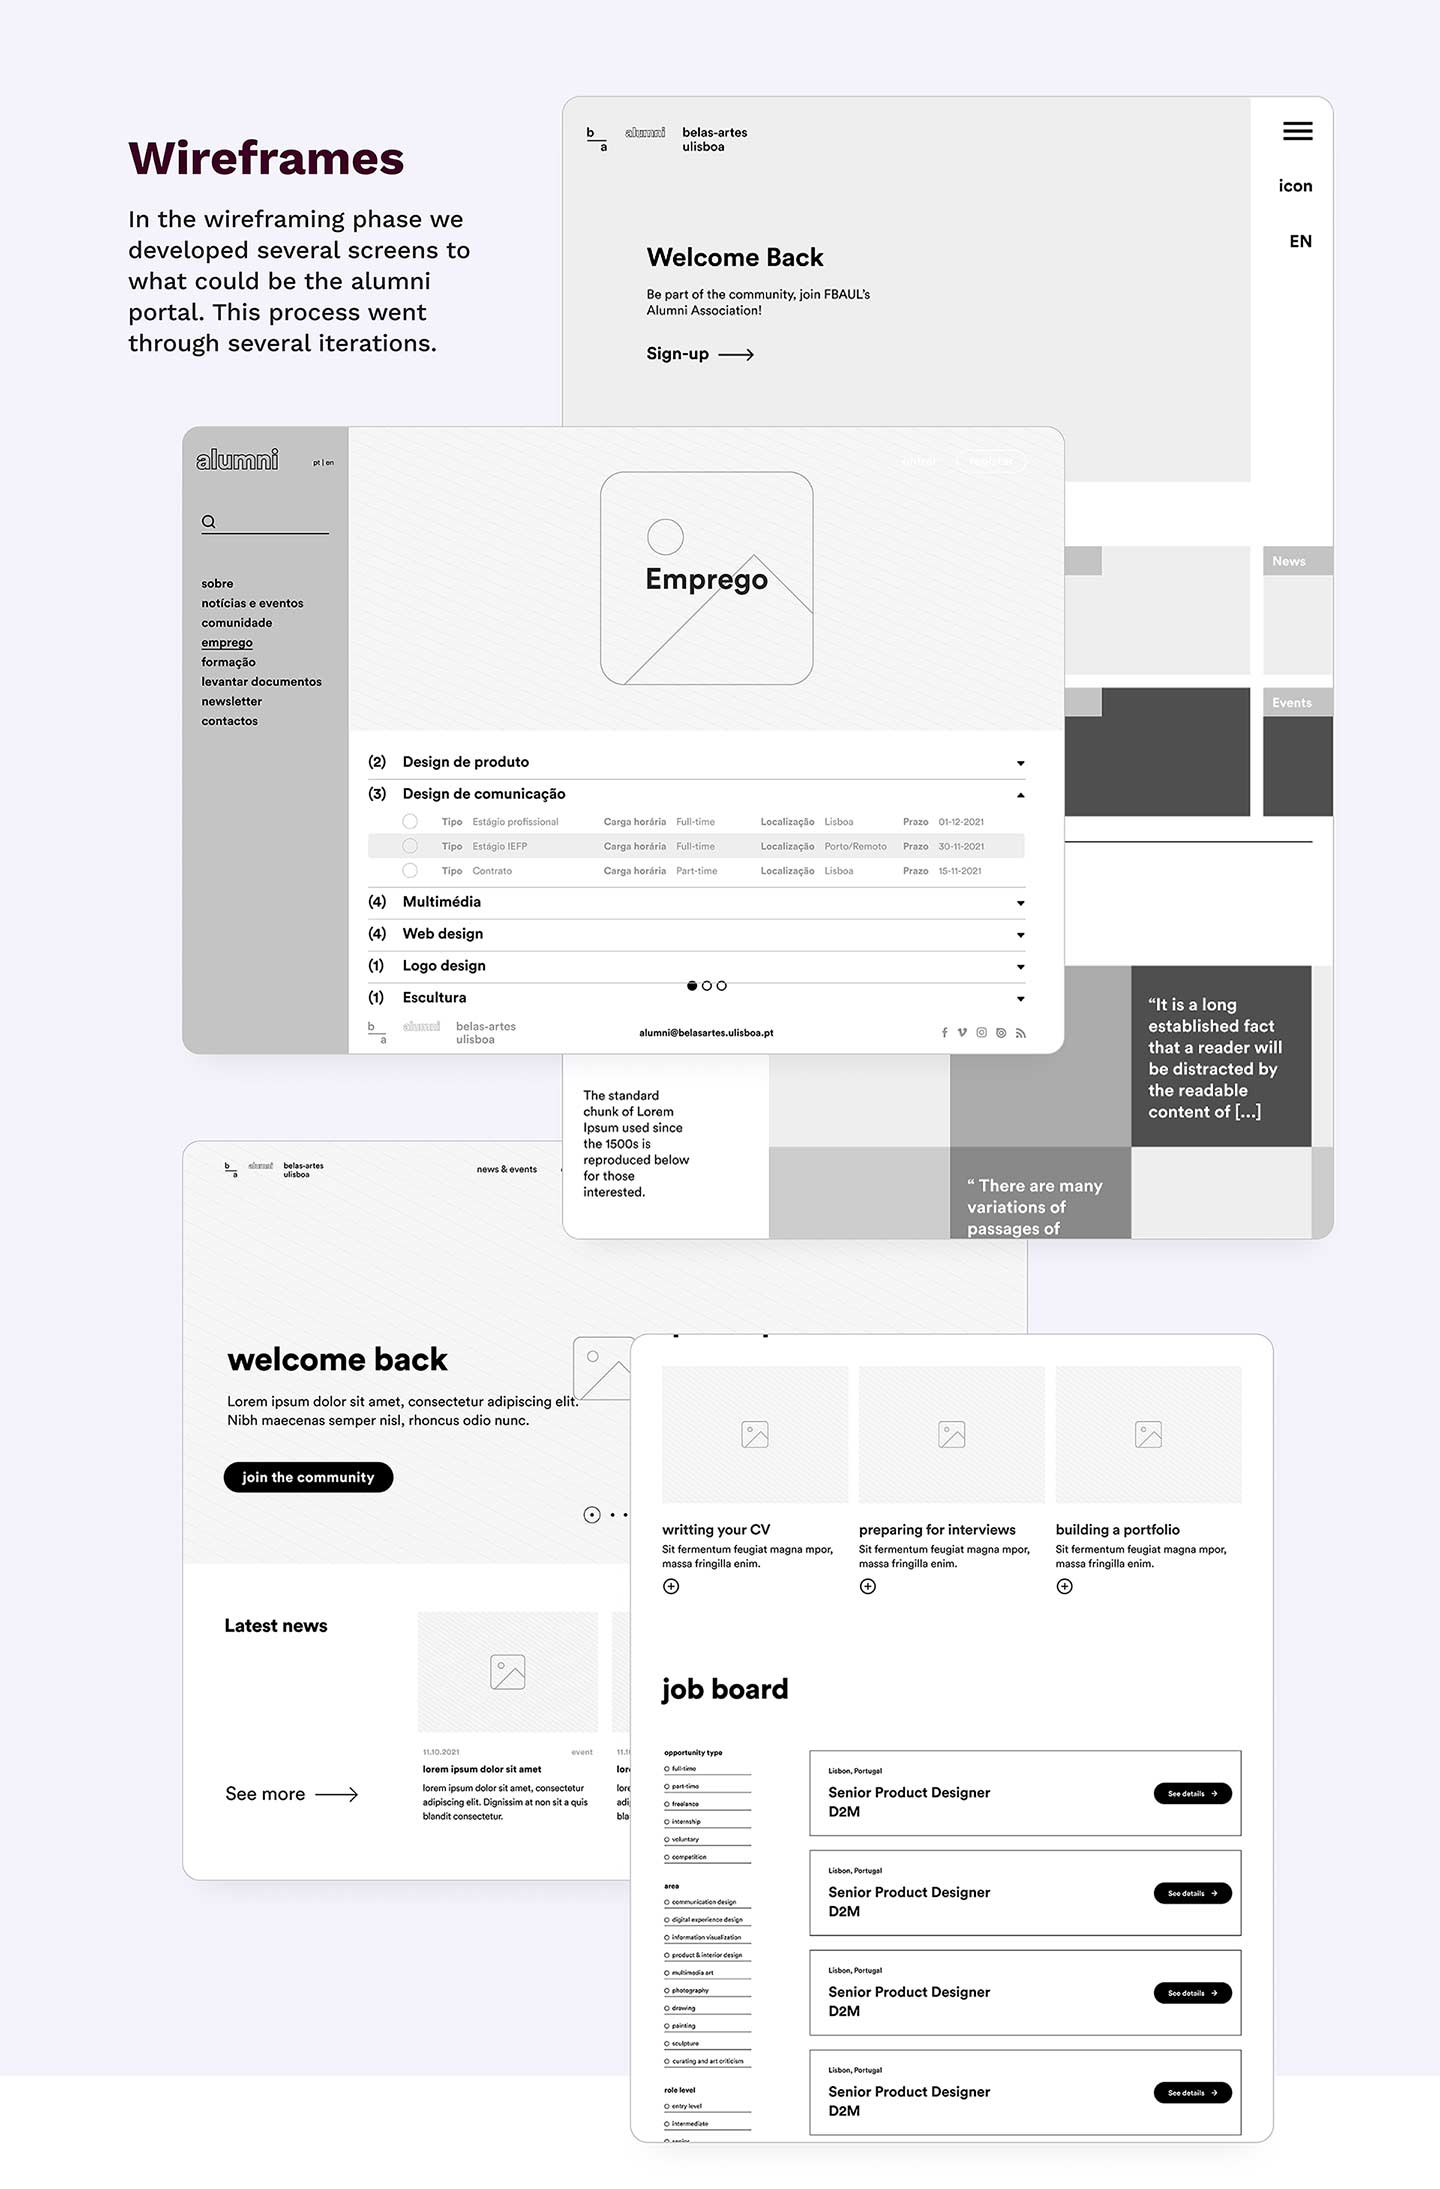 Wireframes
In the wireframing phase we
developed several screens to
what could be the alumni
portal. This process went
through several iterations.
b
a
alumni
belas-artes
ulisboa
icon
EN
Welcome Back
Be part of the community, join FBAUL's
Alumni Association!
Sign-up
News
Events
"It is a long
established fact
that a reader will
be distracted by
the readable
content of [...]
The standard
chunk of Lorem
Ipsum used since
the 1500s is
reproduced below
for those
interested.
" There are many
variations of
passages of
alumni
pt | en
entrar
registar
sobre
notícias e eventos
comunidade
emprego
formação
levantar documentos
newsletter
contactos
Emprego
(2) Design de produto
(3) Design de comunicação
Tipo Estágio profissional Carga horária Full-time Localização Lisboa Prazo 01-12-2021
Tipo Estágio IEFP Carga horária Full-time Localização Porto/Remoto Prazo 30-11-2021
Tipo Contrato Carga horária Part-time Localização Lisboa Prazo 15-11-2021
(4) Multimédia
(4) Web design
(1) Logo design
(1) Escultura
b
a
alumni
belas-artes
ulisboa
alumni@belasartes.ulisboa.pt
b
a
alumni
belas-artes
ulisboa
news & events
welcome back
Lorem ipsum dolor sit amet, consectetur adipiscing elit.
Nibh maecenas semper nisl, rhoncus odio nunc.
join the community
Latest news
See more
11.10.2021 event
lorem ipsum dolor sit amet
lorem ipsum dolor sit amet, consectetur
adipiscing elit. Dignissim at non sit a quis
blandit consectetur.
writting your CV
Sit fermentum feugiat magna mpor,
massa fringilla enim.
preparing for interviews
Sit fermentum feugiat magna mpor,
massa fringilla enim.
building a portfolio
Sit fermentum feugiat magna mpor,
massa fringilla enim.
job board
opportunity type
full-time
part-time
freelance
internship
voluntary
competition
area
communication design
digital experience design
information visualization
product & interior design
multimedia art
photography
drawing
painting
sculpture
curating and art criticism
role level
entry level
intermediate
senior
Lisbon, Portugal
Senior Product Designer
D2M
See details
Lisbon, Portugal
Senior Product Designer
D2M
See details
Lisbon, Portugal
Senior Product Designer
D2M
See details
Lisbon, Portugal
Senior Product Designer
D2M
See details